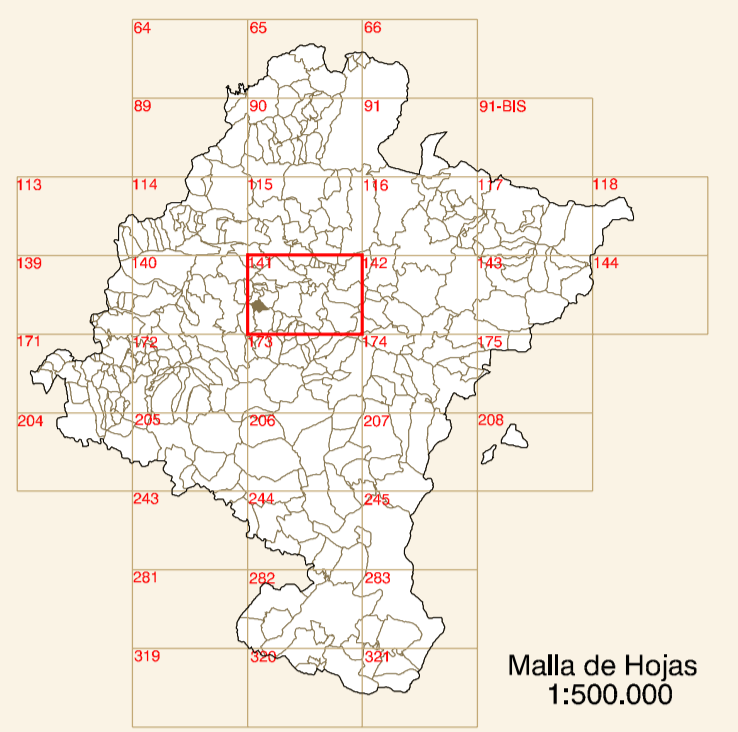 64 65 66
89 90 91 91-BIS
113 114 115 116 117 118
139 140 141 142 143 144
171 172 173 174 175
204 205 206 207 208
243 244 245
281 282 283
319 320 321
Malla de Hojas
1:500.000